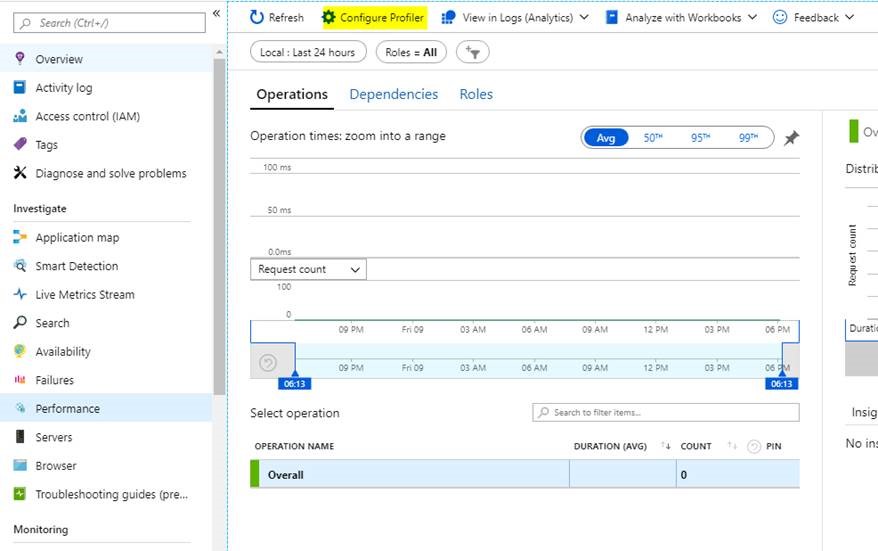 Search (Ctrl+/)
«
Overview
Activity log
Access control (IAM)
Tags
Diagnose and solve problems
Investigate
Application map
Smart Detection
Live Metrics Stream
Search
Availability
Failures
Performance
Servers
Browser
Troubleshooting guides (pre...
Monitoring
Refresh Configure Profiler View in Logs (Analytics) Analyze with Workbooks Feedback
Local : Last 24 hours Roles = All
Operations Dependencies Roles
Operation times: zoom into a range Avg 50TH 95TH 99TH
100 ms
50 ms
0.0ms
Request count
100
0
09 PM Fri 09 03 AM 06 AM 09 AM 12 PM 03 PM 06 PM
09 PM Fri 09 03 AM 06 AM 09 AM 12 PM 03 PM 06 PM
06:13 06:13
Select operation Search to filter items...
OPERATION NAME DURATION (AVG) COUNT PIN
Overall 0
Ov
Distrib
Request count
Duratio
Insig
No ins